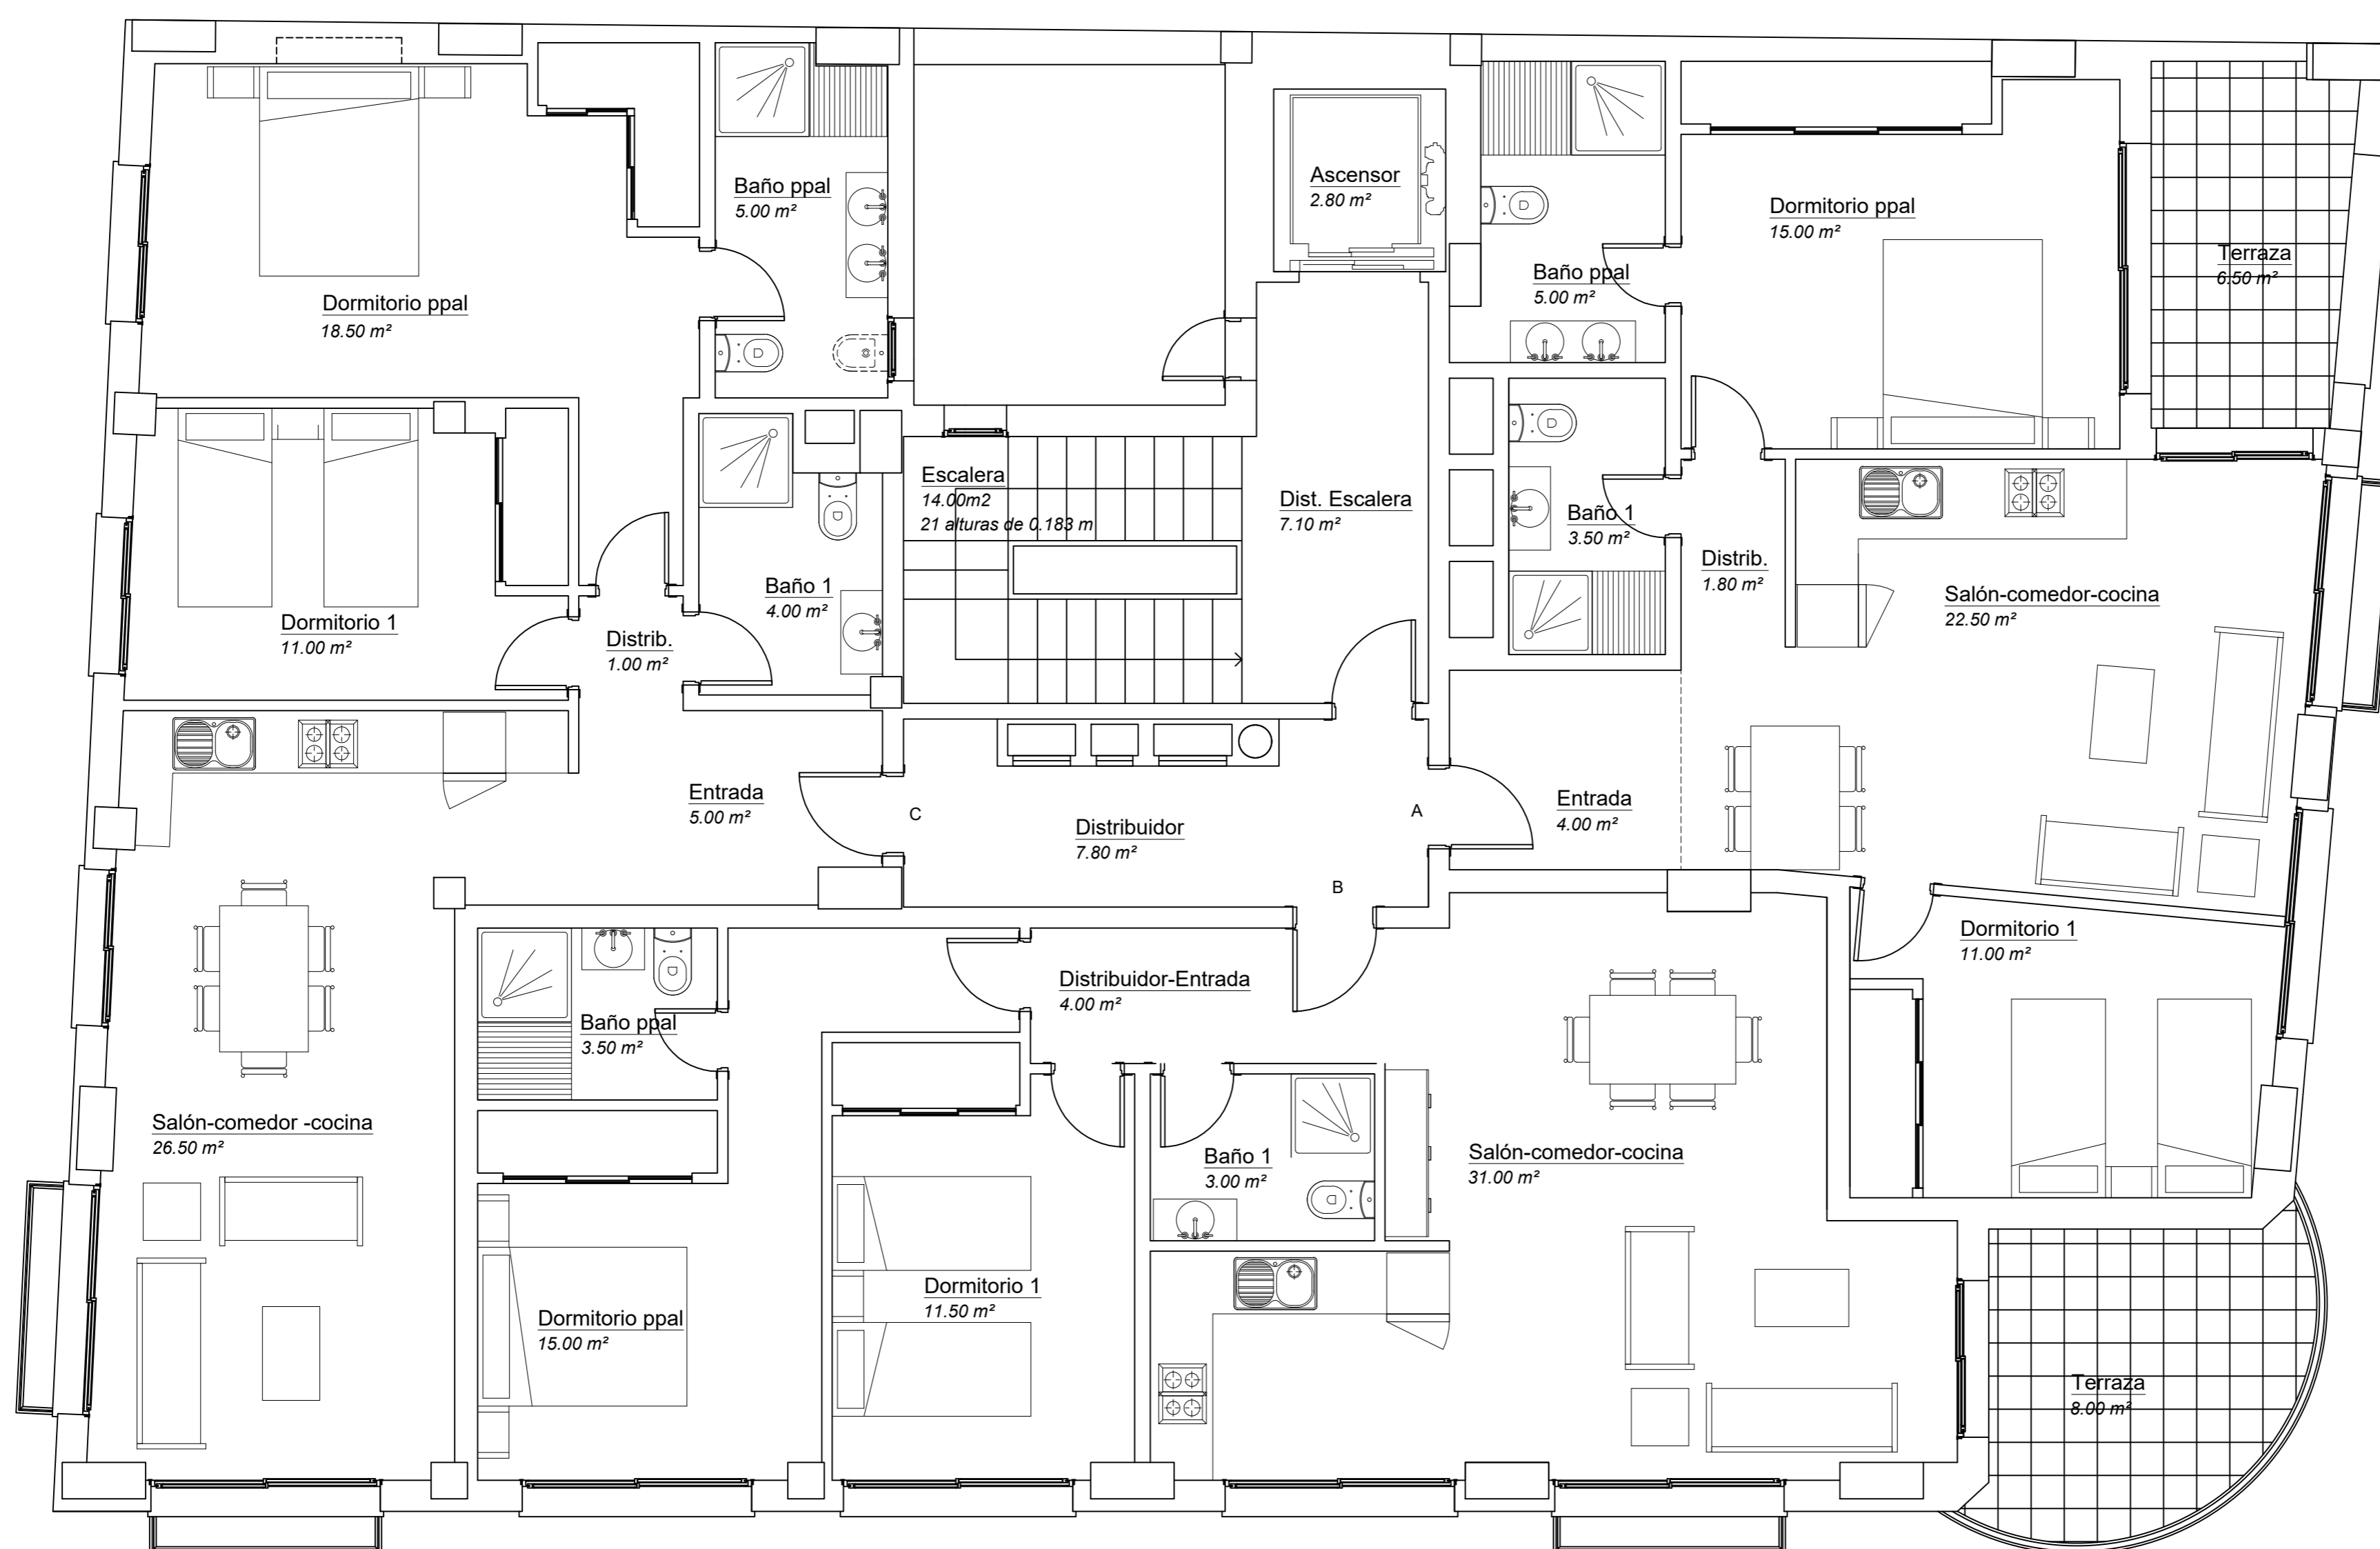 Baño ppal
5.00 m²
Ascensor
2.80 m²
Dormitorio ppal
15.00 m²
Terraza
6.50 m²
Baño ppal
5.00 m²
Dormitorio ppal
18.50 m²
Escalera
14.00m2
21 alturas de 0.183 m
Dist. Escalera
7.10 m²
Baño 1
3.50 m²
Distrib.
1.80 m²
Salón-comedor-cocina
22.50 m²
Baño 1
4.00 m²
Dormitorio 1
11.00 m²
Distrib.
1.00 m²
Entrada
5.00 m²
C
Distribuidor
7.80 m²
A
B
Entrada
4.00 m²
Dormitorio 1
11.00 m²
Distribuidor-Entrada
4.00 m²
Baño ppal
3.50 m²
Salón-comedor -cocina
26.50 m²
Baño 1
3.00 m²
Salón-comedor-cocina
31.00 m²
Dormitorio 1
11.50 m²
Dormitorio ppal
15.00 m²
Terraza
8.00 m²